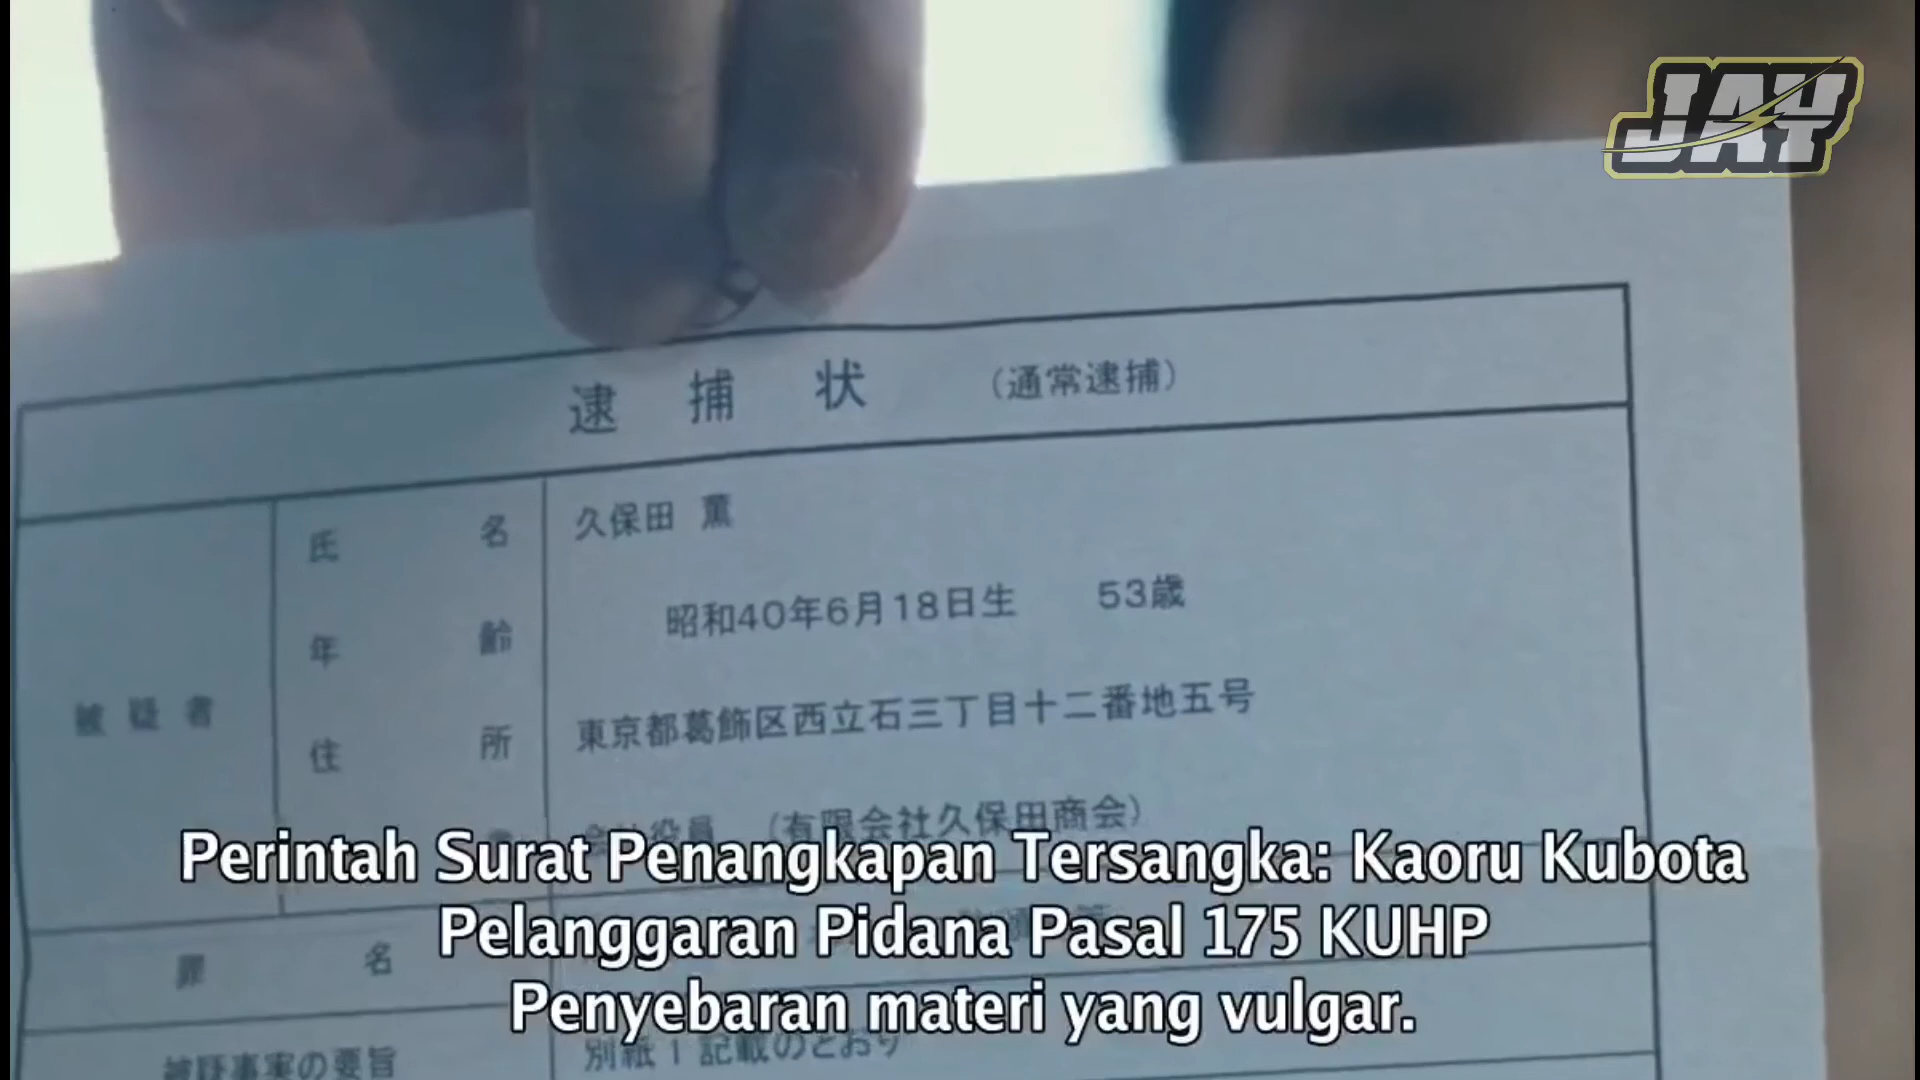 JAY
逮捕状 (通常逮捕)
被疑者
氏名 久保田 薫
年齢 昭和40年6月18日生 53歳
住所 東京都葛飾区西立石三丁目十二番地五号
会社役員 (有限会社久保田商会)
Perintah Surat Penangkapan Tersangka: Kaoru Kubota
罪名
Pelanggaran Pidana Pasal 175 KUHP
Penyebaran materi yang vulgar.
被疑事実の要旨 別紙1記載のとおり